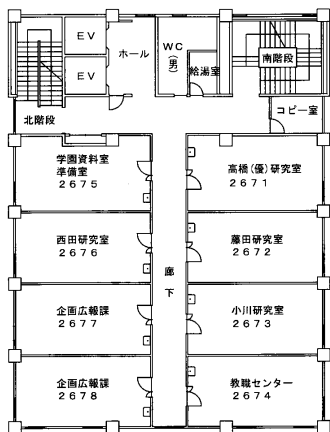 EV
EV
ホール
WC
(男)
給湯室
南階段
コピー室
北階段
学園資料室
準備室
2675
高橋(優)研究室
2671
西田研究室
2676
藤田研究室
2672
廊下
企画広報課
2677
小川研究室
2673
企画広報課
2678
教職センター
2674